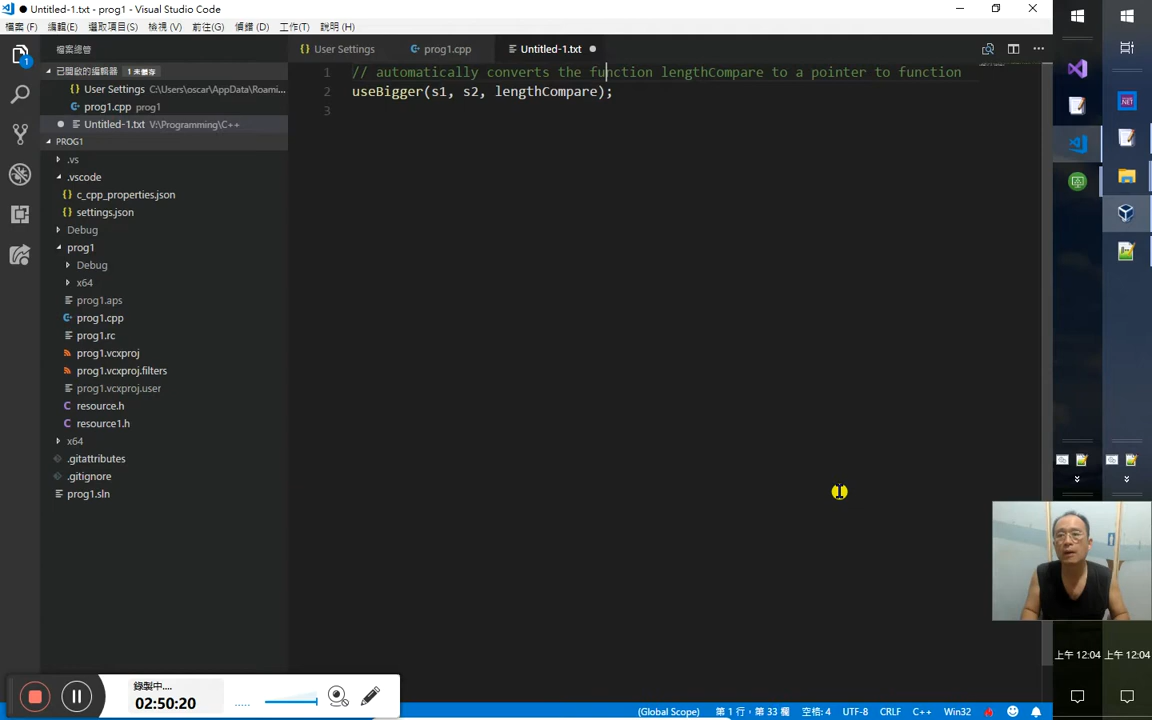 ● Untitled-1.txt - prog1 - Visual Studio Code
檔案 (F) 編輯(E) 選取項目(S) 檢視 (V) 前往(G) 偵錯 (D) 工作(T) 說明 (H)
檔案總管
User Settings prog1.cpp Untitled-1.txt ●
已開啟的編輯器 1 未儲存
User Settings C:\Users\oscar\AppData\Roami...
prog1.cpp prog1
Untitled-1.txt V:\Programming\C++
PROG1
.vs
.vscode
c_cpp_properties.json
settings.json
Debug
prog1
Debug
x64
prog1.aps
prog1.cpp
prog1.rc
prog1.vcxproj
prog1.vcxproj.filters
prog1.vcxproj.user
resource.h
resource1.h
x64
.gitattributes
.gitignore
prog1.sln
1 // automatically converts the function lengthCompare to a pointer to function
2 useBigger(s1, s2, lengthCompare);
3
上午 12:04 上午 12:04
錄製中....
02:50:20
(Global Scope) 第 1 行，第 33 欄 空格: 4 UTF-8 CRLF C++ Win32